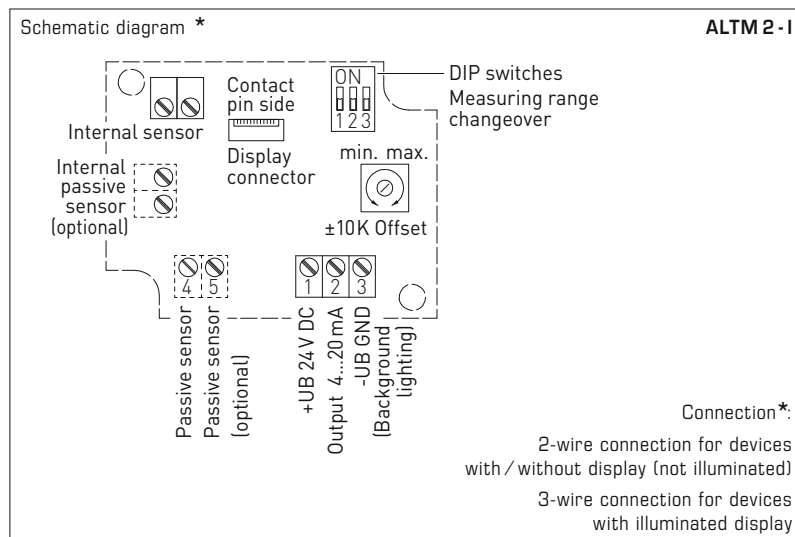 Schematic diagram *
ALTM 2 - I
Internal sensor
Contact
pin side
Display
connector
ON
1 2 3
DIP switches
Measuring range
changeover
min. max.
±10K Offset
Internal
passive
sensor
(optional)
4 5
1 2 3
Passive sensor
Passive sensor
(optional)
+UB 24 V DC
Output 4...20 mA
-UB GND
(Background
lighting)
Connection*:
2-wire connection for devices
with / without display (not illuminated)
3-wire connection for devices
with illuminated display